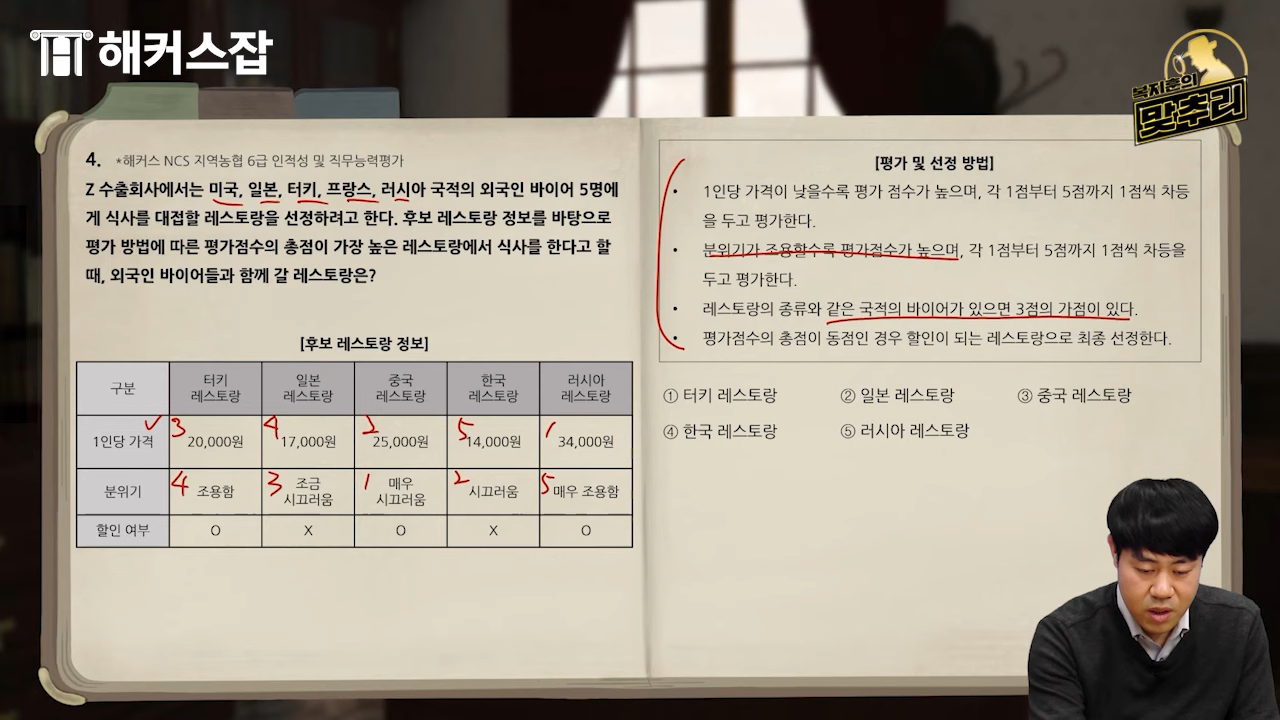 해커스잡
복지훈의
맞추리
4. *해커스 NCS 지역농협 6급 인적성 및 직무능력평가
Z 수출회사에서는 미국, 일본, 터키, 프랑스, 러시아 국적의 외국인 바이어 5명에
게 식사를 대접할 레스토랑을 선정하려고 한다. 후보 레스토랑 정보를 바탕으로
평가 방법에 따른 평가점수의 총점이 가장 높은 레스토랑에서 식사를 한다고 할
때, 외국인 바이어들과 함께 갈 레스토랑은?
[후보 레스토랑 정보]
구분 터키 레스토랑 일본 레스토랑 중국 레스토랑 한국 레스토랑 러시아 레스토랑
1인당 가격 3 20,000원 4 17,000원 2 25,000원 5 14,000원 1 34,000원
분위기 4 조용함 3 조금 시끄러움 1 매우 시끄러움 2 시끄러움 5 매우 조용함
할인 여부 O X O X O
[평가 및 선정 방법]
• 1인당 가격이 낮을수록 평가 점수가 높으며, 각 1점부터 5점까지 1점씩 차등
을 두고 평가한다.
• 분위기가 조용할수록 평가점수가 높으며, 각 1점부터 5점까지 1점씩 차등을
두고 평가한다.
• 레스토랑의 종류와 같은 국적의 바이어가 있으면 3점의 가점이 있다.
• 평가점수의 총점이 동점인 경우 할인이 되는 레스토랑으로 최종 선정한다.
① 터키 레스토랑 ② 일본 레스토랑 ③ 중국 레스토랑
④ 한국 레스토랑 ⑤ 러시아 레스토랑